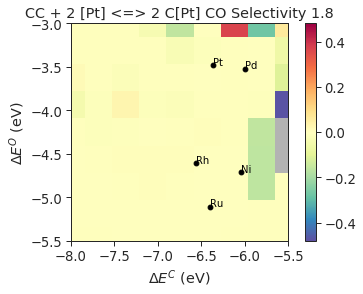 CC + 2 [Pt] <=> 2 C[Pt] CO Selectivity 1.8
−3.0
−3.5
−4.0
−4.5
−5.0
−5.5
ΔE^O (eV)
Pt
Pd
Rh
Ni
Ru
−8.0 −7.5 −7.0 −6.5 −6.0 −5.5
ΔE^C (eV)
0.4
0.2
0.0
−0.2
−0.4